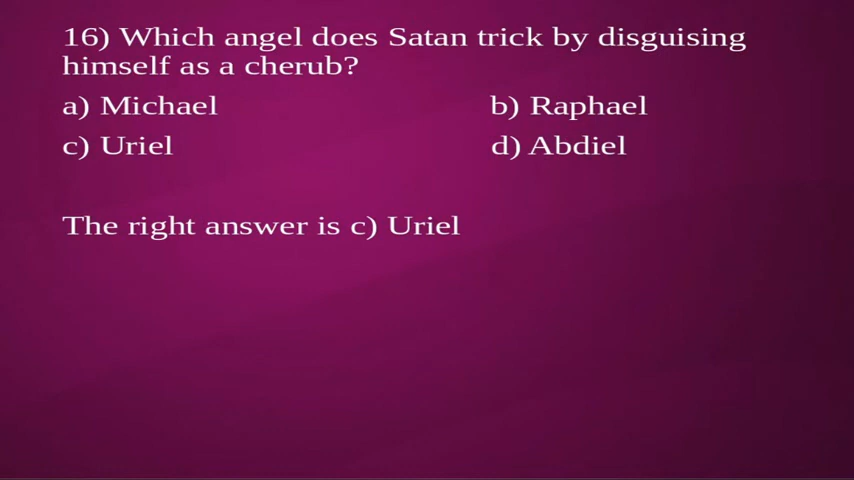 16) Which angel does Satan trick by disguising
himself as a cherub?
a) Michael b) Raphael
c) Uriel d) Abdiel
The right answer is c) Uriel